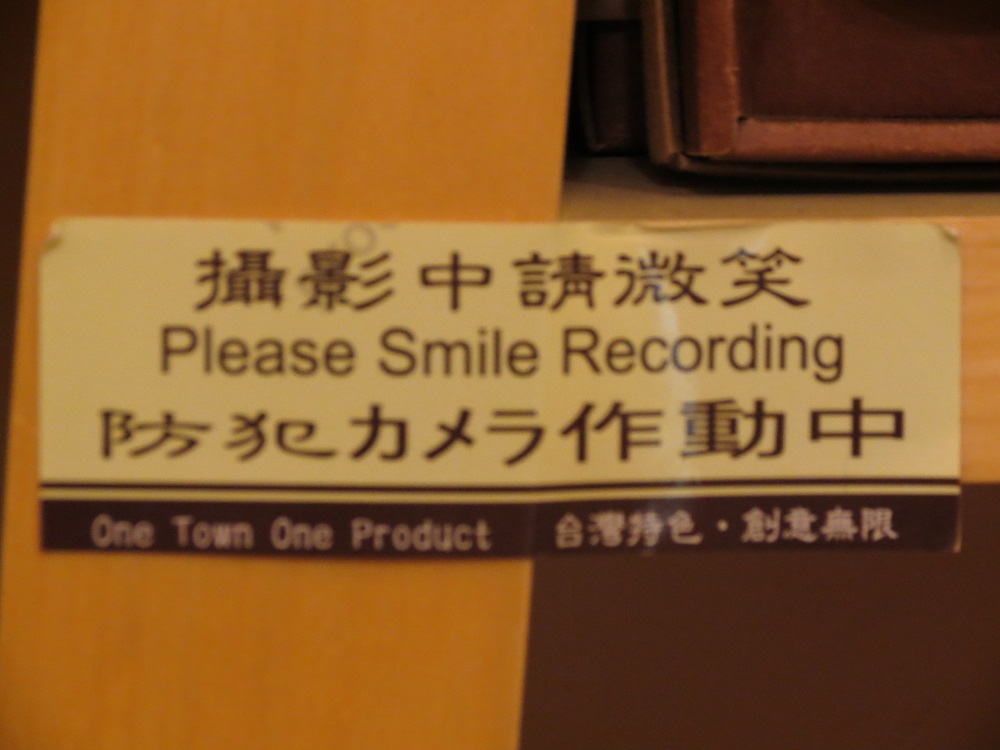 攝影中請微笑
Please Smile Recording
防犯カメラ作動中
One Town One Product 台灣特色・創意無限